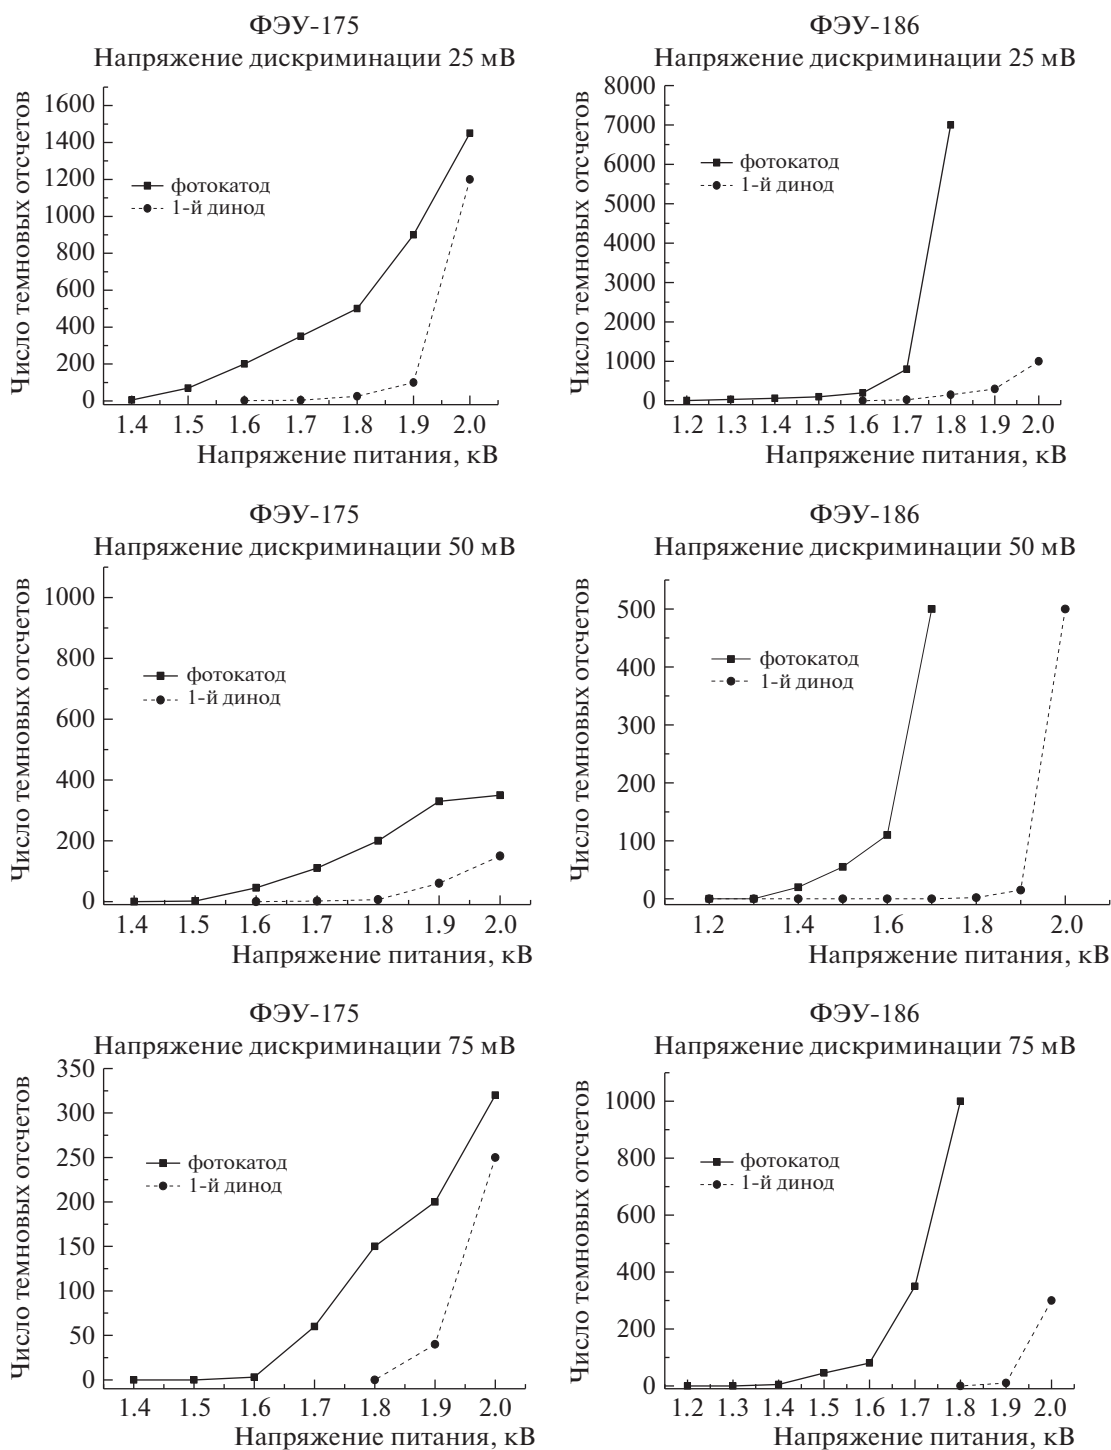 ФЭУ-175
Напряжение дискриминации 25 мВ
Число темновых отсчетов
1600
1400
1200
1000
800
600
400
200
0
фотокатод
1-й динод
1.4 1.5 1.6 1.7 1.8 1.9 2.0
Напряжение питания, кВ
ФЭУ-186
Напряжение дискриминации 25 мВ
Число темновых отсчетов
8000
7000
6000
5000
4000
3000
2000
1000
0
фотокатод
1-й динод
1.2 1.3 1.4 1.5 1.6 1.7 1.8 1.9 2.0
Напряжение питания, кВ
ФЭУ-175
Напряжение дискриминации 50 мВ
Число темновых отсчетов
1000
800
600
400
200
0
фотокатод
1-й динод
1.4 1.5 1.6 1.7 1.8 1.9 2.0
Напряжение питания, кВ
ФЭУ-186
Напряжение дискриминации 50 мВ
Число темновых отсчетов
500
400
300
200
100
0
фотокатод
1-й динод
1.2 1.4 1.6 1.8 2.0
Напряжение питания, кВ
ФЭУ-175
Напряжение дискриминации 75 мВ
Число темновых отсчетов
350
300
250
200
150
100
50
0
фотокатод
1-й динод
1.4 1.5 1.6 1.7 1.8 1.9 2.0
Напряжение питания, кВ
ФЭУ-186
Напряжение дискриминации 75 мВ
Число темновых отсчетов
1000
800
600
400
200
0
фотокатод
1-й динод
1.2 1.3 1.4 1.5 1.6 1.7 1.8 1.9 2.0
Напряжение питания, кВ